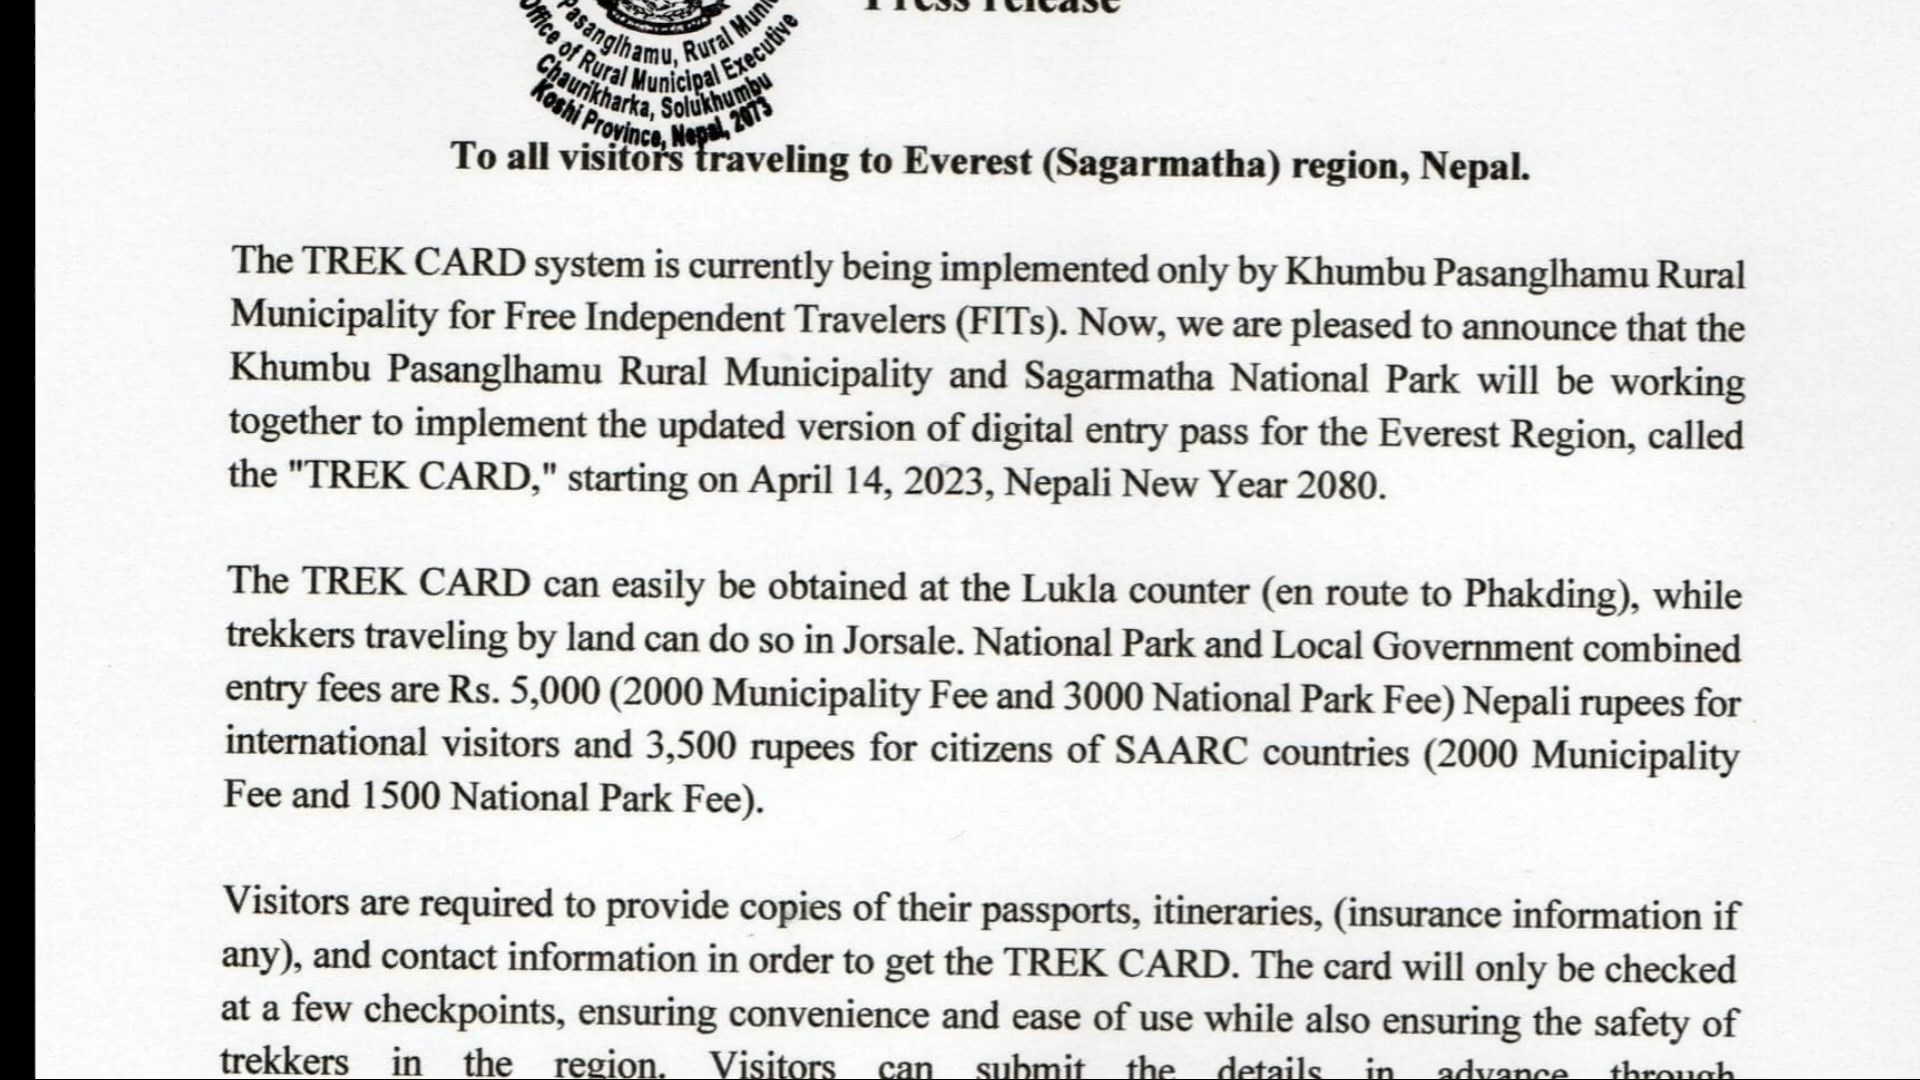 Press release
Pasanglhamu, Rural Muni
Office of Rural Municipal Executive
Chaurikharka, Solukhumbu
Koshi Province, Nepal, 2073
To all visitors traveling to Everest (Sagarmatha) region, Nepal.
The TREK CARD system is currently being implemented only by Khumbu Pasanglhamu Rural
Municipality for Free Independent Travelers (FITs). Now, we are pleased to announce that the
Khumbu Pasanglhamu Rural Municipality and Sagarmatha National Park will be working
together to implement the updated version of digital entry pass for the Everest Region, called
the "TREK CARD," starting on April 14, 2023, Nepali New Year 2080.
The TREK CARD can easily be obtained at the Lukla counter (en route to Phakding), while
trekkers traveling by land can do so in Jorsale. National Park and Local Government combined
entry fees are Rs. 5,000 (2000 Municipality Fee and 3000 National Park Fee) Nepali rupees for
international visitors and 3,500 rupees for citizens of SAARC countries (2000 Municipality
Fee and 1500 National Park Fee).
Visitors are required to provide copies of their passports, itineraries, (insurance information if
any), and contact information in order to get the TREK CARD. The card will only be checked
at a few checkpoints, ensuring convenience and ease of use while also ensuring the safety of
trekkers in the region. Visitors can submit the details in advance through